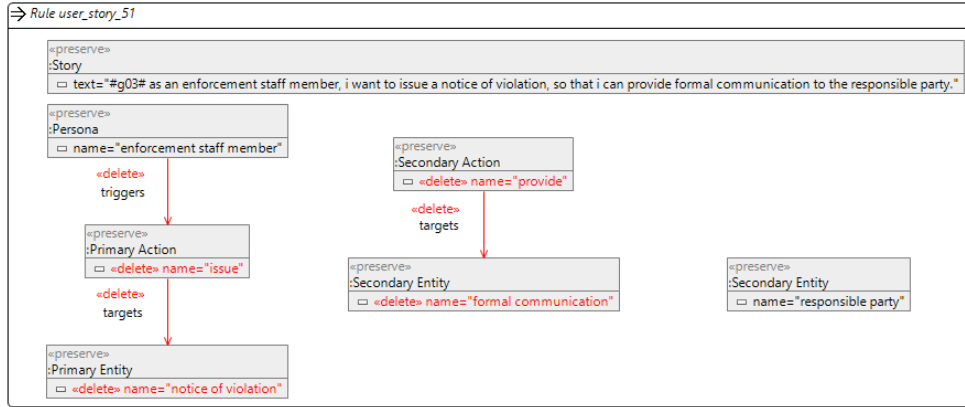 Rule user_story_51
«preserve»
:Story
text="#g03# as an enforcement staff member, i want to issue a notice of violation, so that i can provide formal communication to the responsible party."
«preserve»
:Persona
name="enforcement staff member"
«delete»
triggers
«preserve»
:Primary Action
«delete» name="issue"
«delete»
targets
«preserve»
:Primary Entity
«delete» name="notice of violation"
«preserve»
:Secondary Action
«delete» name="provide"
«delete»
targets
«preserve»
:Secondary Entity
«delete» name="formal communication"
«preserve»
:Secondary Entity
name="responsible party"